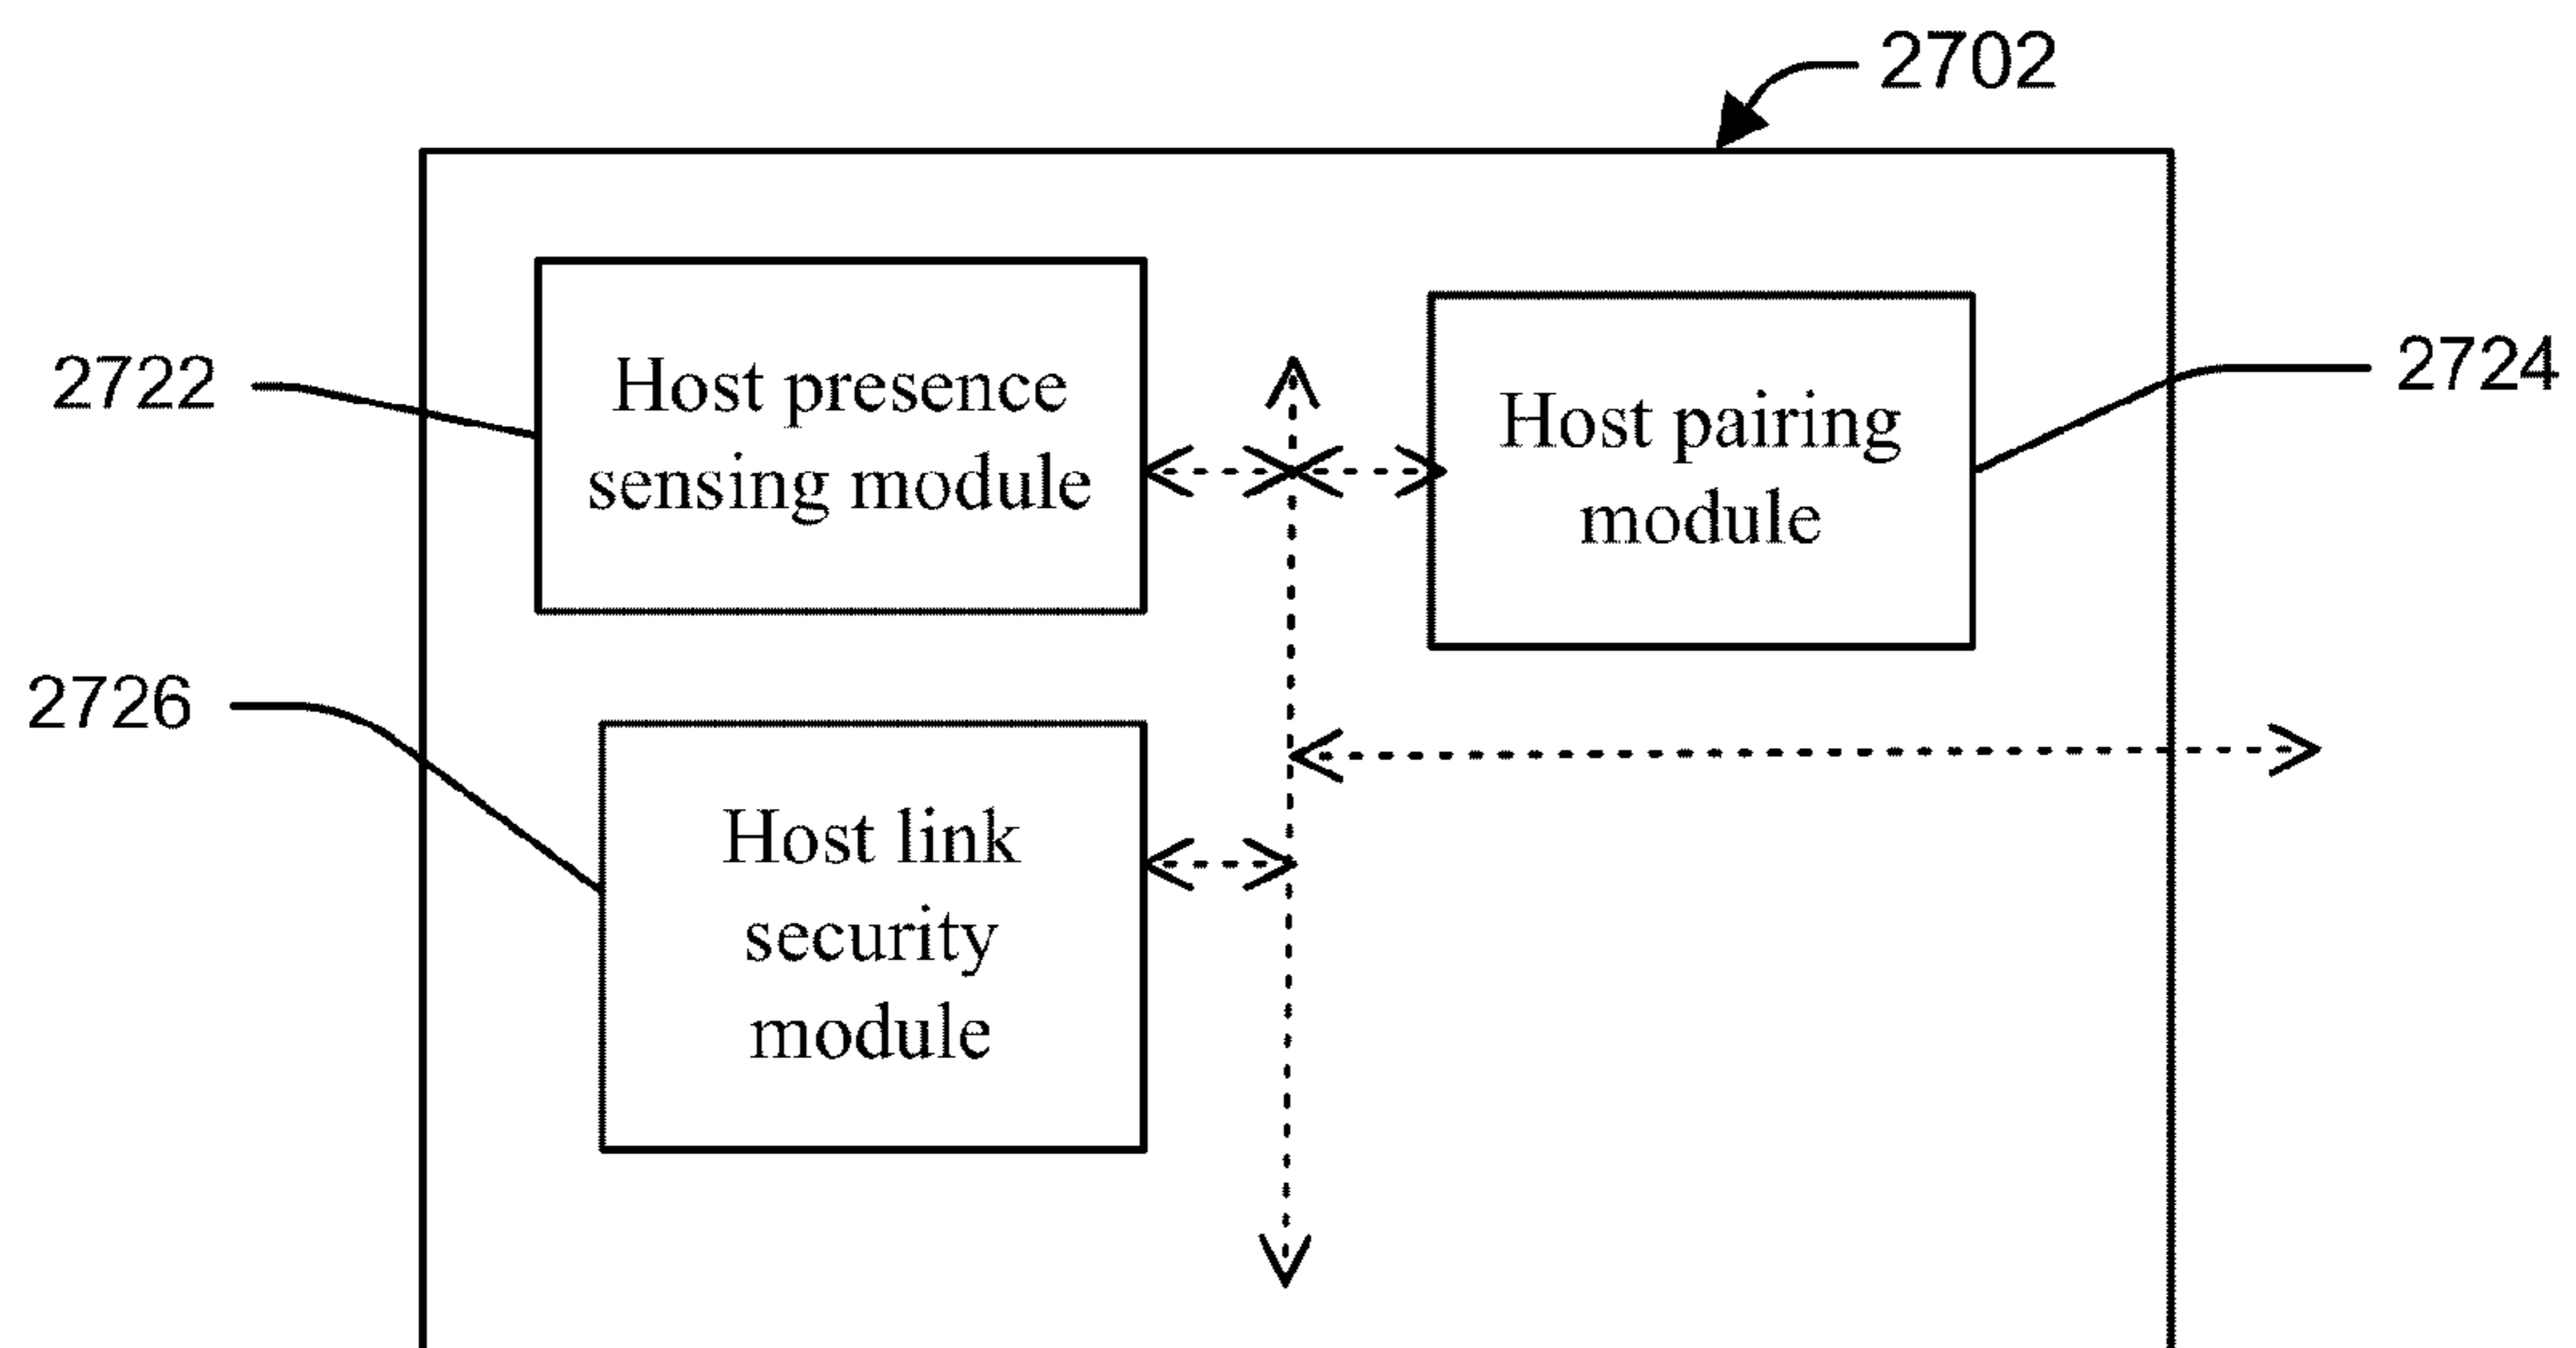 2702
2722
Host presence
sensing module
Host pairing
module
2724
2726
Host link
security
module